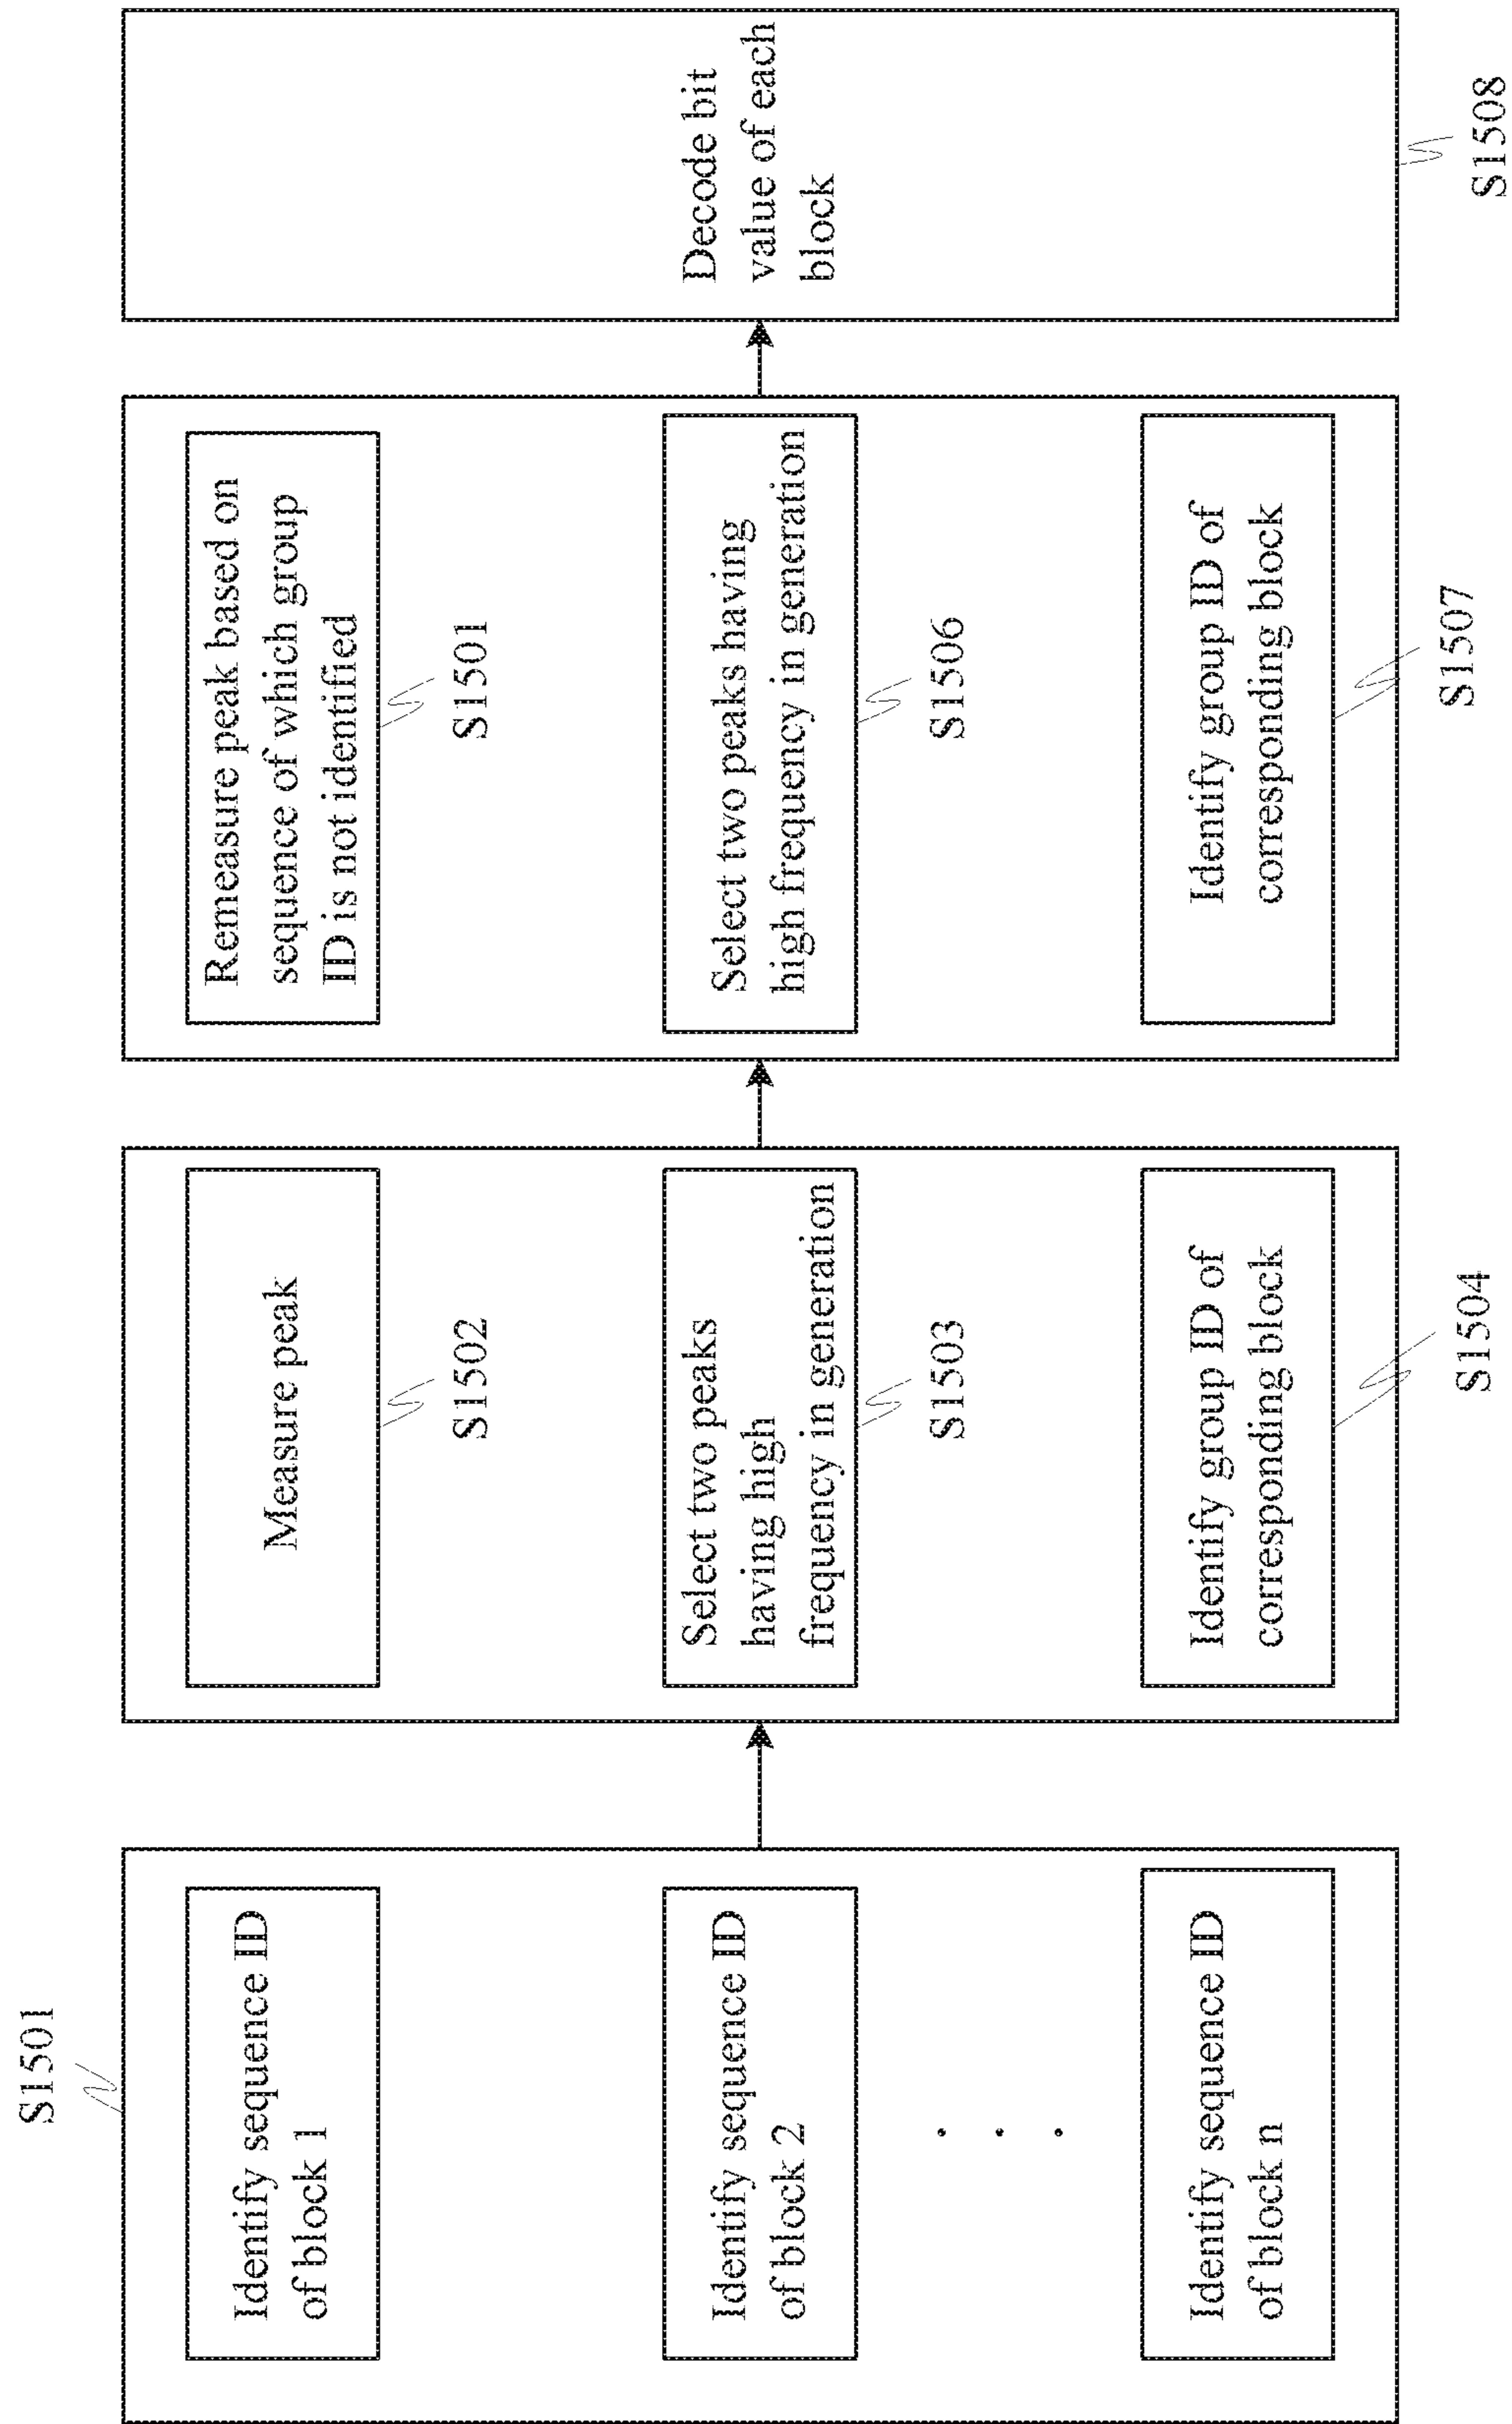 S1501
Identify sequence ID
of block 1
Identify sequence ID
of block 2
Identify sequence ID
of block n
Measure peak
S1502
Select two peaks
having high
frequency in generation
S1503
Identify group ID of
corresponding block
S1504
Remeasure peak based on
sequence of which group
ID is not identified
S1501
Select two peaks having
high frequency in generation
S1506
Identify group ID of
corresponding block
S1507
Decode bit
value of each
block
S1508